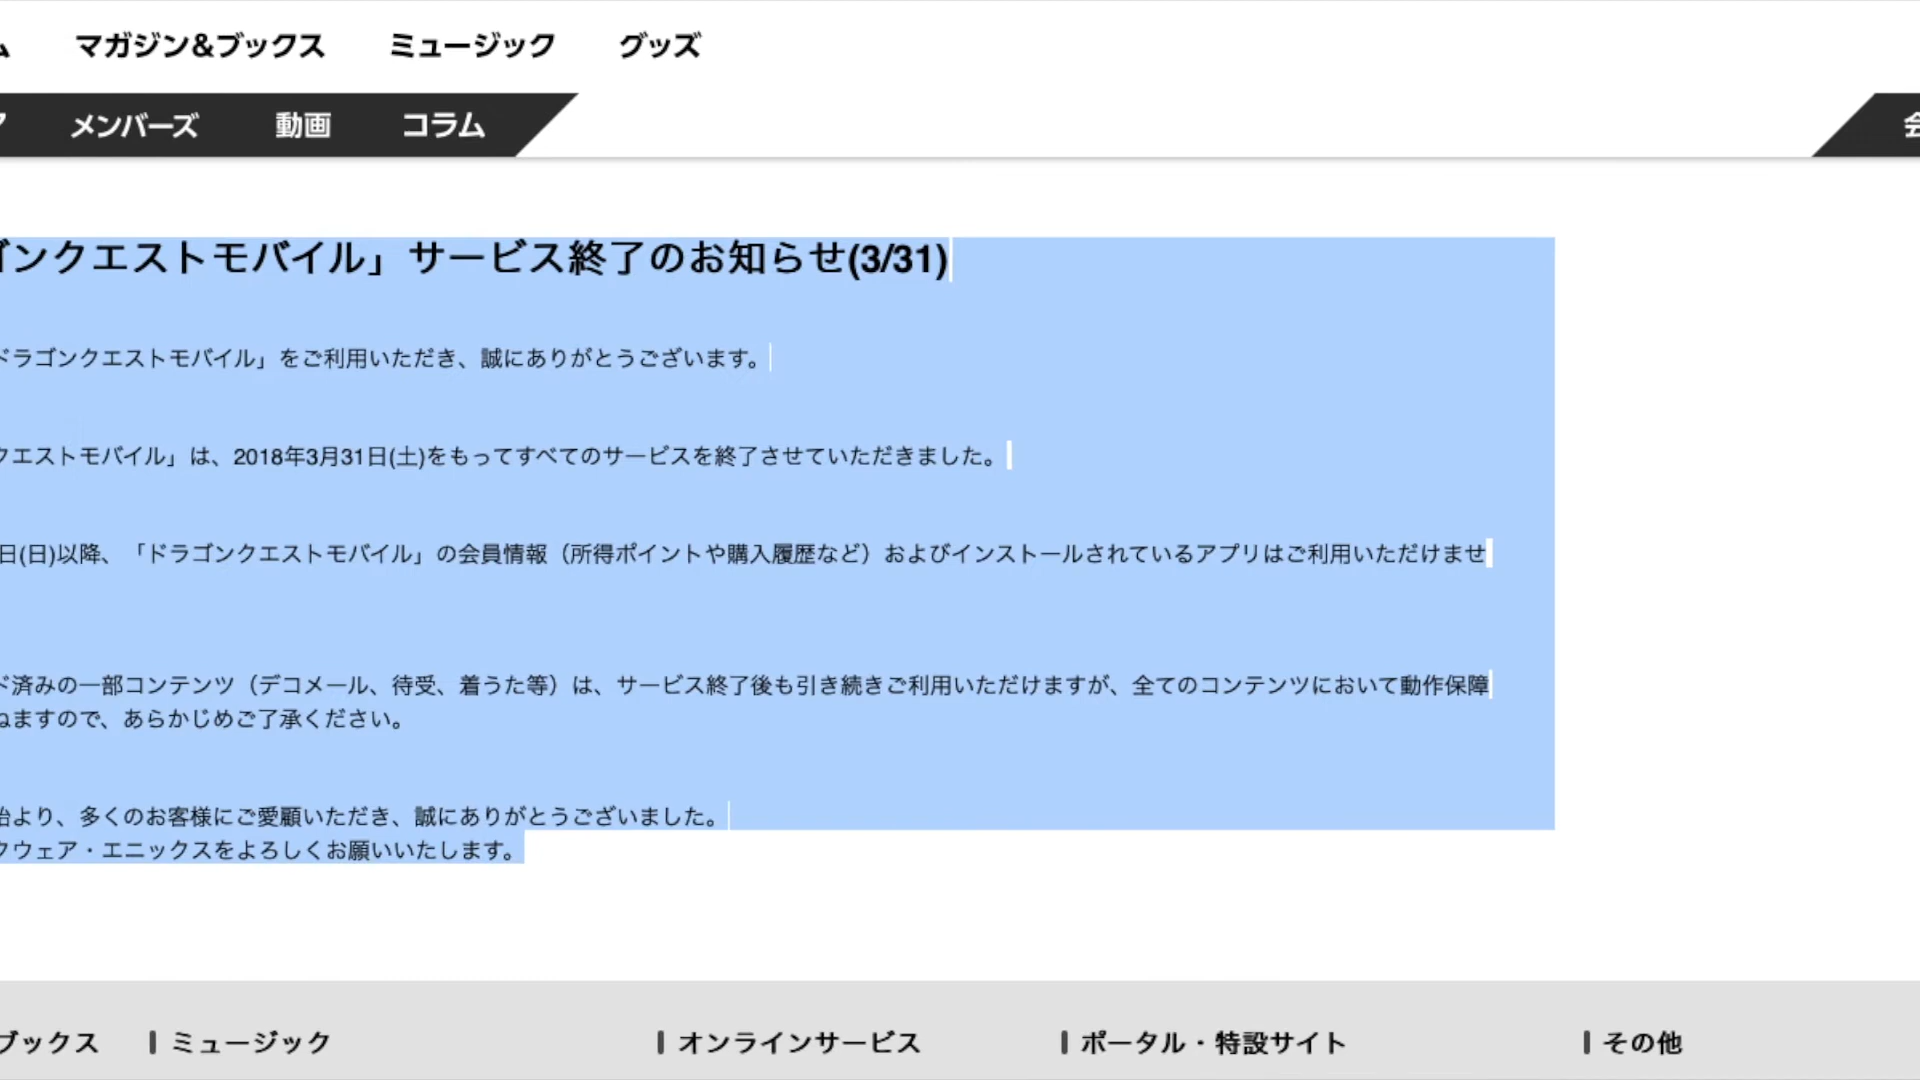 ム マガジン&ブックス ミュージック グッズ
ア メンバーズ 動画 コラム 会
ゴンクエストモバイル」サービス終了のお知らせ(3/31)
ドラゴンクエストモバイル」をご利用いただき、誠にありがとうございます。
クエストモバイル」は、2018年3月31日(土)をもってすべてのサービスを終了させていただきました。
日(日)以降、「ドラゴンクエストモバイル」の会員情報（所得ポイントや購入履歴など）およびインストールされているアプリはご利用いただけませ
ド済みの一部コンテンツ（デコメール、待受、着うた等）は、サービス終了後も引き続きご利用いただけますが、全てのコンテンツにおいて動作保障
ねますので、あらかじめご了承ください。
始より、多くのお客様にご愛顧いただき、誠にありがとうございました。
クウェア・エニックスをよろしくお願いいたします。
ブックス ミュージック オンラインサービス ポータル・特設サイト その他